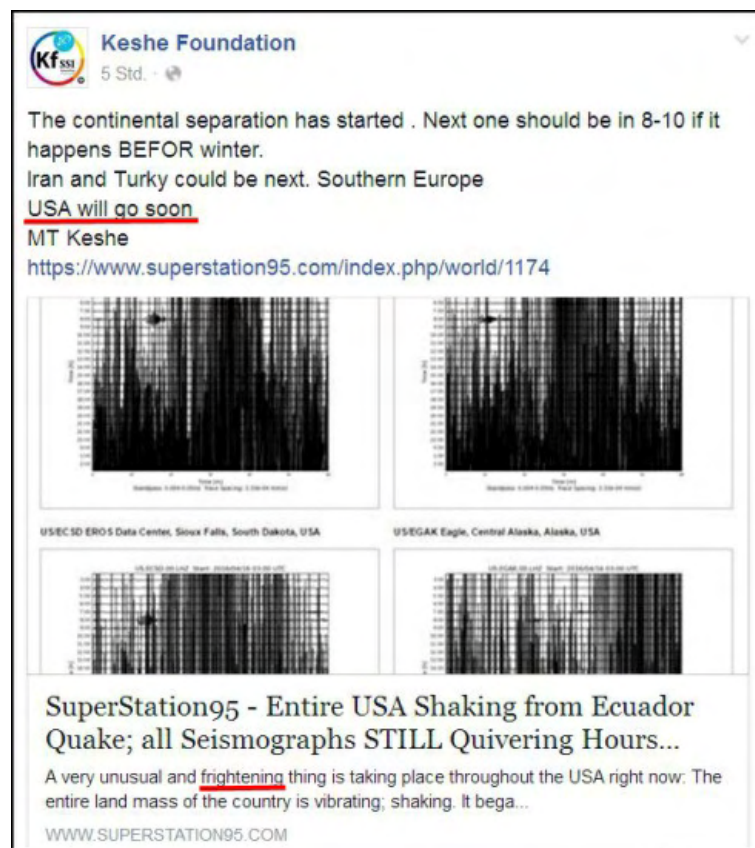 Kf SSI
Keshe Foundation
5 Std.
The continental separation has started . Next one should be in 8-10 if it
happens BEFOR winter.
Iran and Turky could be next. Southern Europe
USA will go soon
MT Keshe
https://www.superstation95.com/index.php/world/1174
US/ECSD EROS Data Center, Sioux Falls, South Dakota, USA
US/EGAK Eagle, Central Alaska, Alaska, USA
SuperStation95 - Entire USA Shaking from Ecuador
Quake; all Seismographs STILL Quivering Hours...
A very unusual and frightening thing is taking place throughout the USA right now: The
entire land mass of the country is vibrating; shaking. It bega...
WWW.SUPERSTATION95.COM